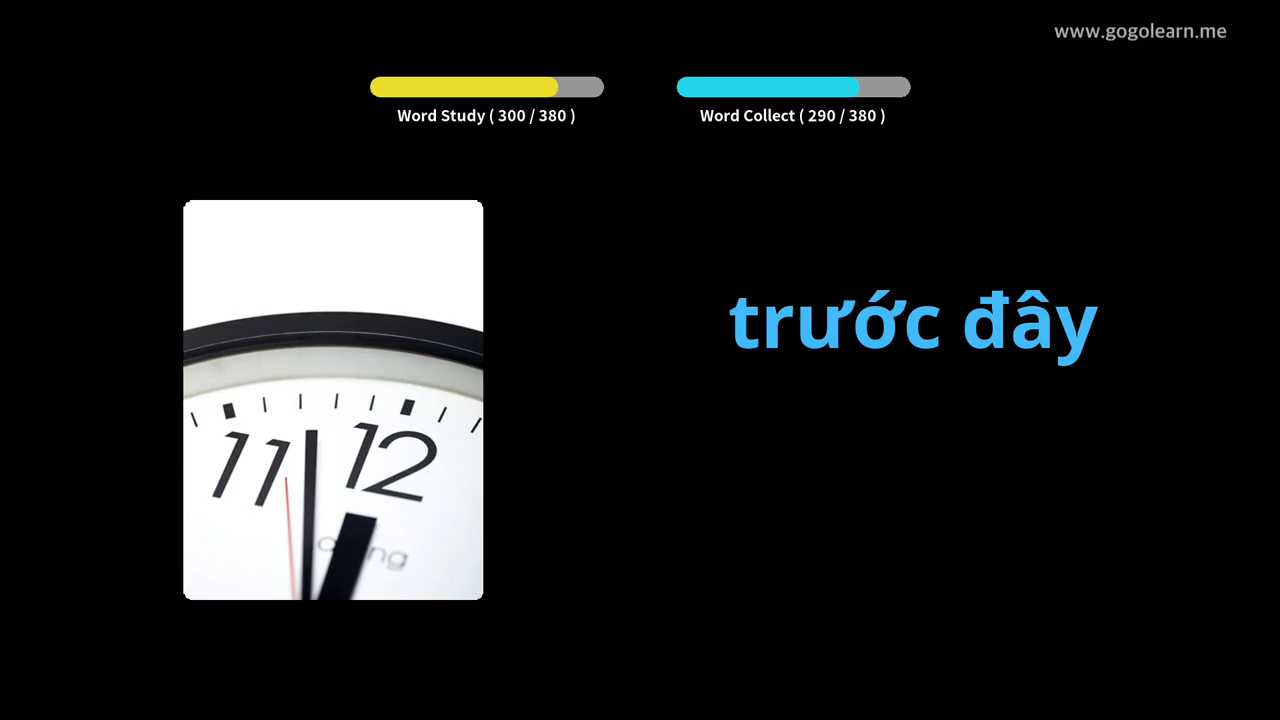 www.gogolearn.me
Word Study ( 300 / 380 )
Word Collect ( 290 / 380 )
trước đây
11 12